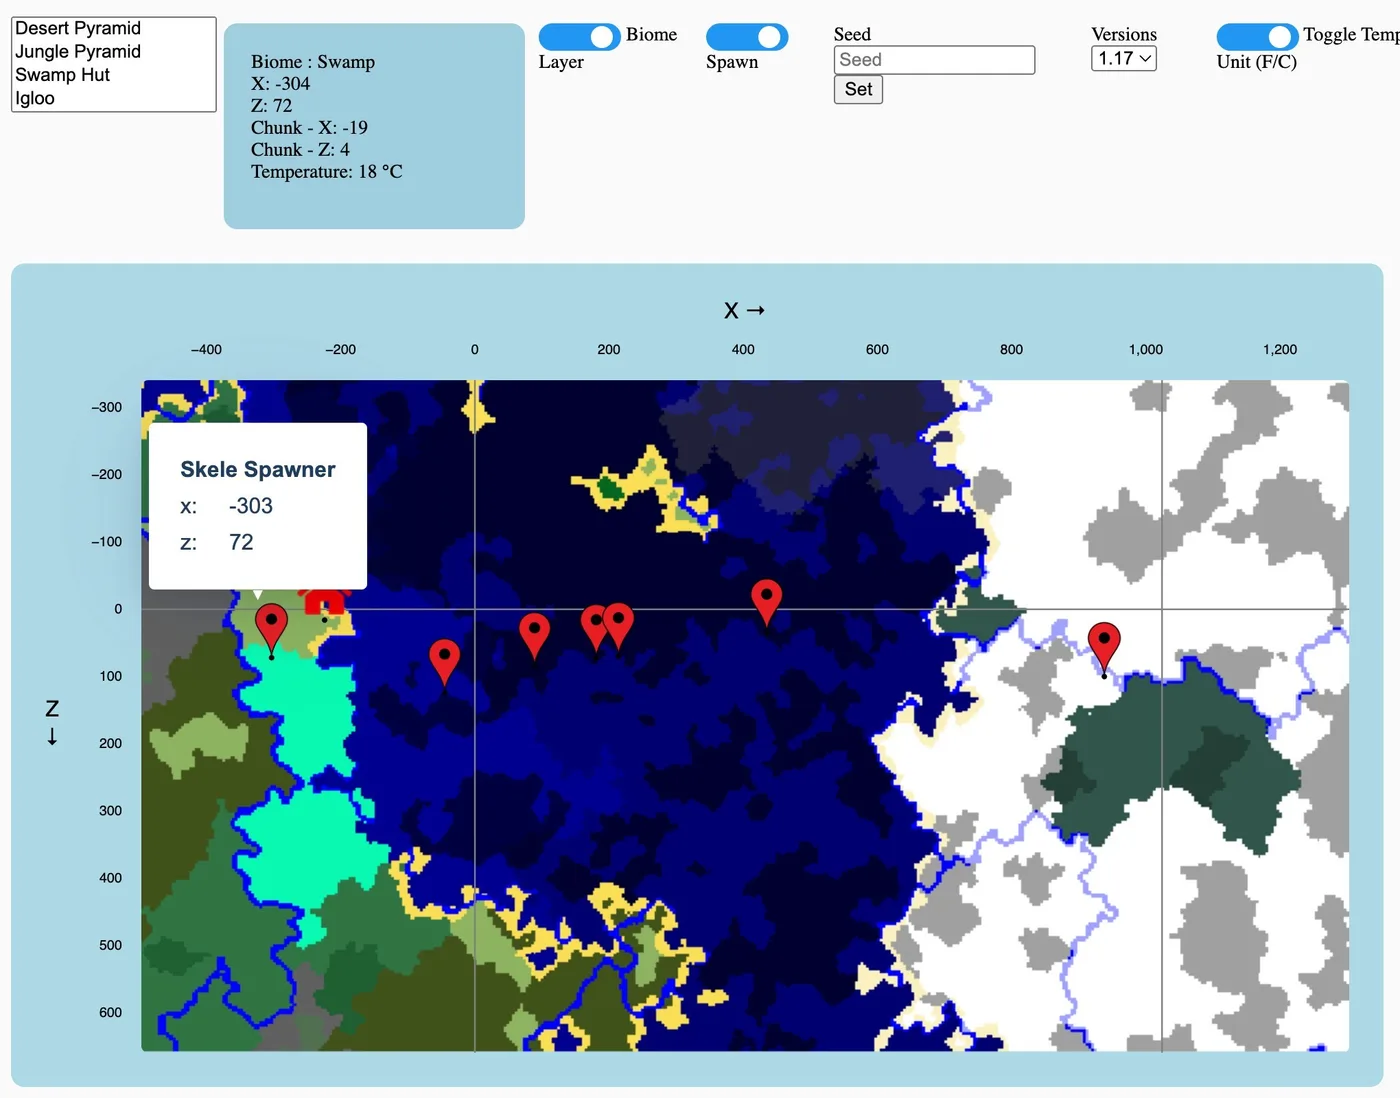 Desert Pyramid
Jungle Pyramid
Swamp Hut
Igloo
Biome : Swamp
X: -304
Z: 72
Chunk - X: -19
Chunk - Z: 4
Temperature: 18 °C
Biome
Layer
Spawn
Seed
Seed
Set
Versions
1.17
Toggle Temp
Unit (F/C)
X →
−400 −200 0 200 400 600 800 1,000 1,200
−300
−200
−100
0
100
200
300
400
500
600
Z
↓
Skele Spawner
x: -303
z: 72